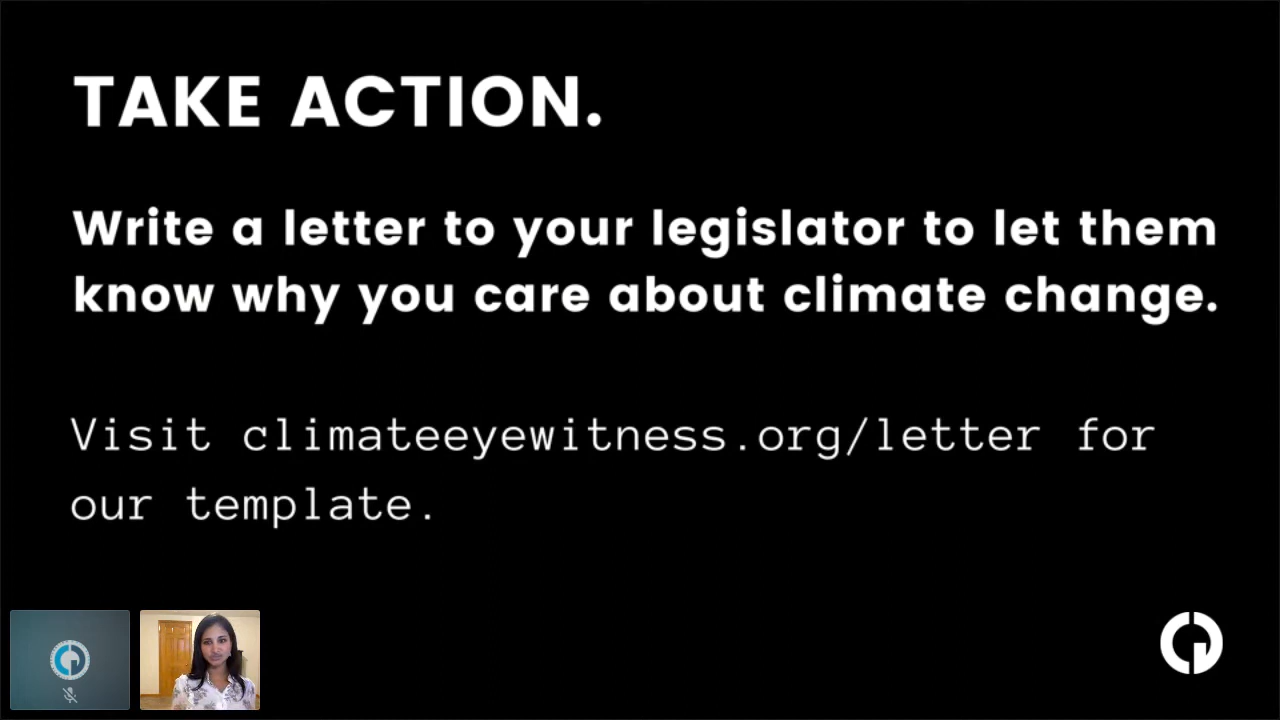 TAKE ACTION.
Write a letter to your legislator to let them
know why you care about climate change.
Visit climateeyewitness.org/letter for
our template.